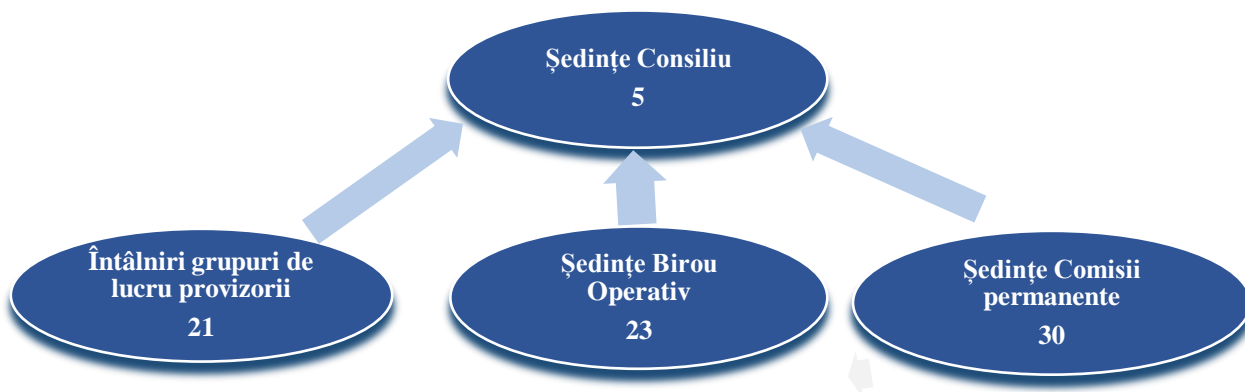 Ședințe Consiliu
5
Întâlniri grupuri de
lucru provizorii
21
Ședințe Birou
Operativ
23
Ședințe Comisii
permanente
30